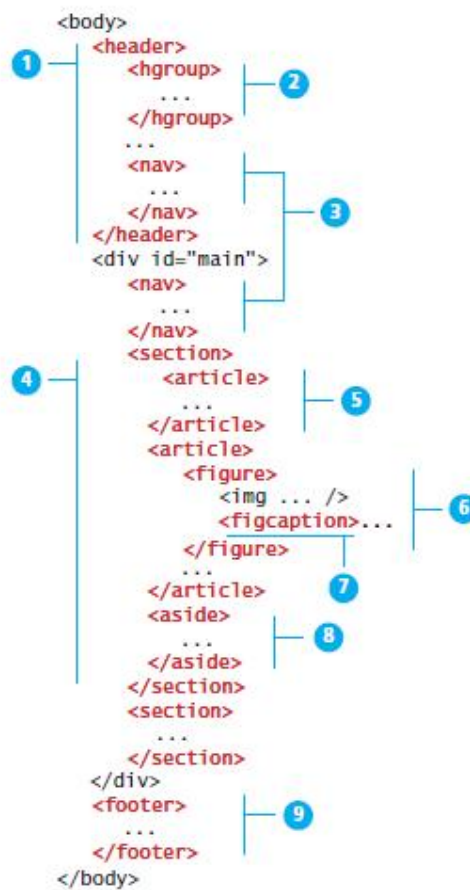 <body>
<header>
1
<hgroup>
2
...
</hgroup>
...
<nav>
...
3
</nav>
</header>
<div id="main">
<nav>
...
</nav>
<section>
4
<article>
5
...
</article>
<article>
<figure>
<img ... />
6
<figcaption>...
</figure>
7
...
</article>
<aside>
8
...
</aside>
</section>
<section>
...
</section>
</div>
<footer>
9
...
</footer>
</body>